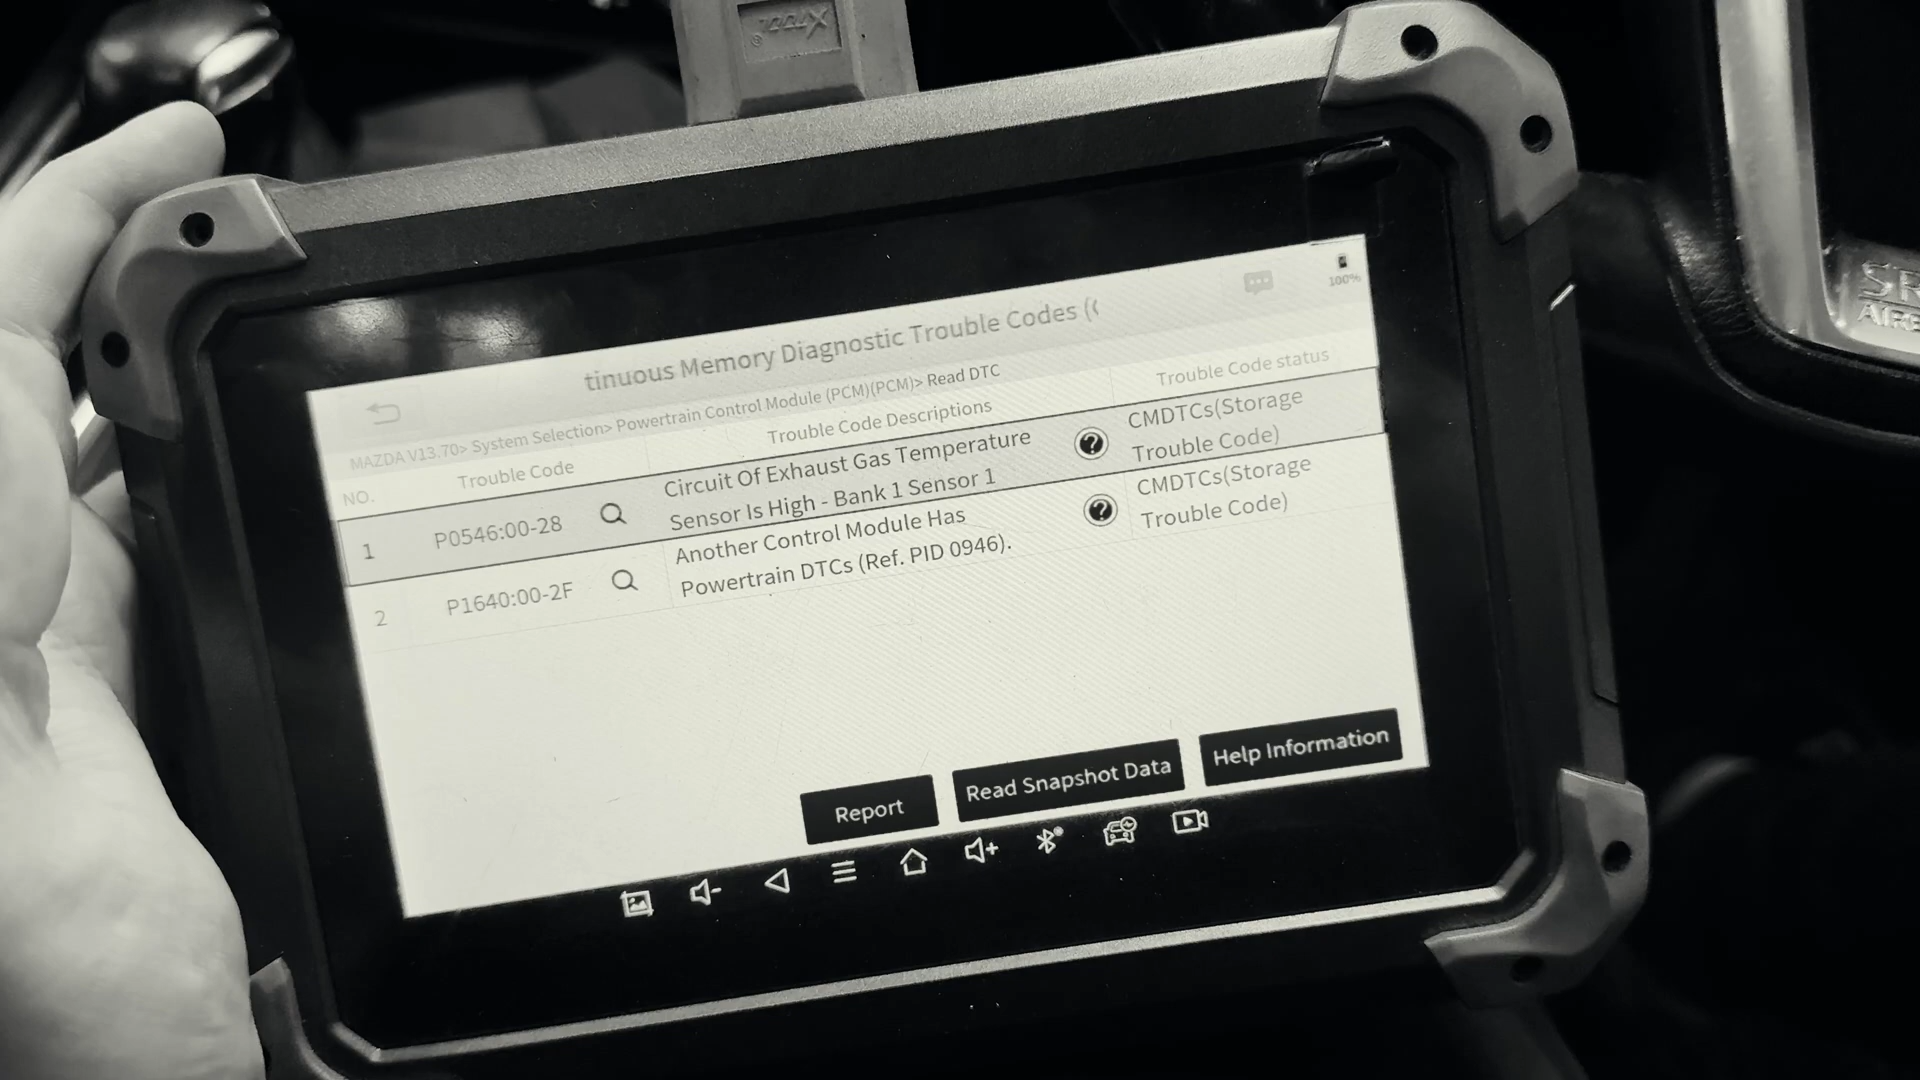 Xtool®
100%
tinuous Memory Diagnostic Trouble Codes ((
MAZDA V13.70> System Selection> Powertrain Control Module (PCM)(PCM)> Read DTC
NO.
Trouble Code
Trouble Code Descriptions
Trouble Code status
1
P0546:00-28
Circuit Of Exhaust Gas Temperature
Sensor Is High - Bank 1 Sensor 1
?
CMDTCs(Storage
Trouble Code)
2
P1640:00-2F
Another Control Module Has
Powertrain DTCs (Ref. PID 0946).
?
CMDTCs(Storage
Trouble Code)
Report
Read Snapshot Data
Help Information